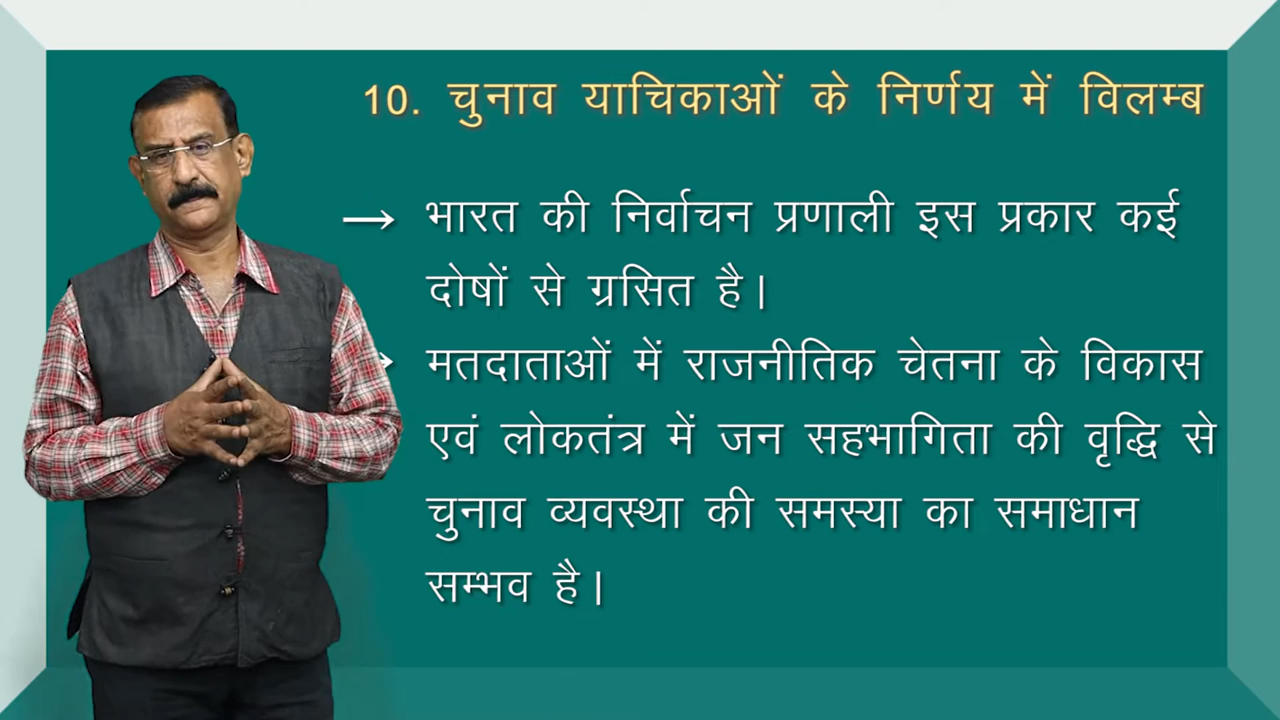 10. चुनाव याचिकाओं के निर्णय में विलम्ब
→ भारत की निर्वाचन प्रणाली इस प्रकार कई
दोषों से ग्रसित है।
→ मतदाताओं में राजनीतिक चेतना के विकास
एवं लोकतंत्र में जन सहभागिता की वृद्धि से
चुनाव व्यवस्था की समस्या का समाधान
सम्भव है।